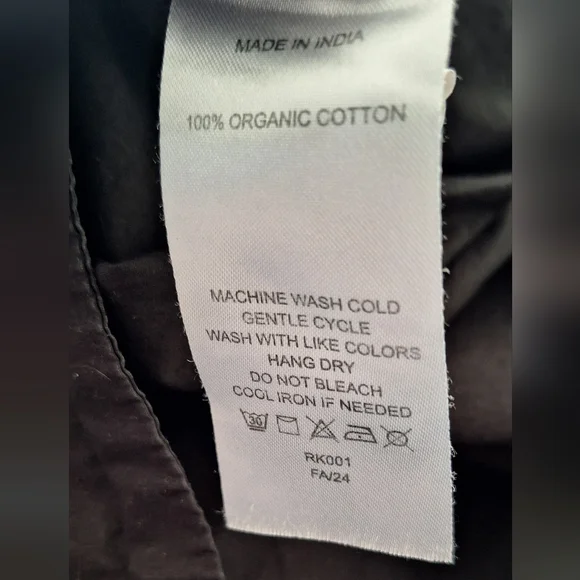 MADE IN INDIA
100% ORGANIC COTTON
MACHINE WASH COLD
GENTLE CYCLE
WASH WITH LIKE COLORS
HANG DRY
DO NOT BLEACH
COOL IRON IF NEEDED
30
RK001
FA/24